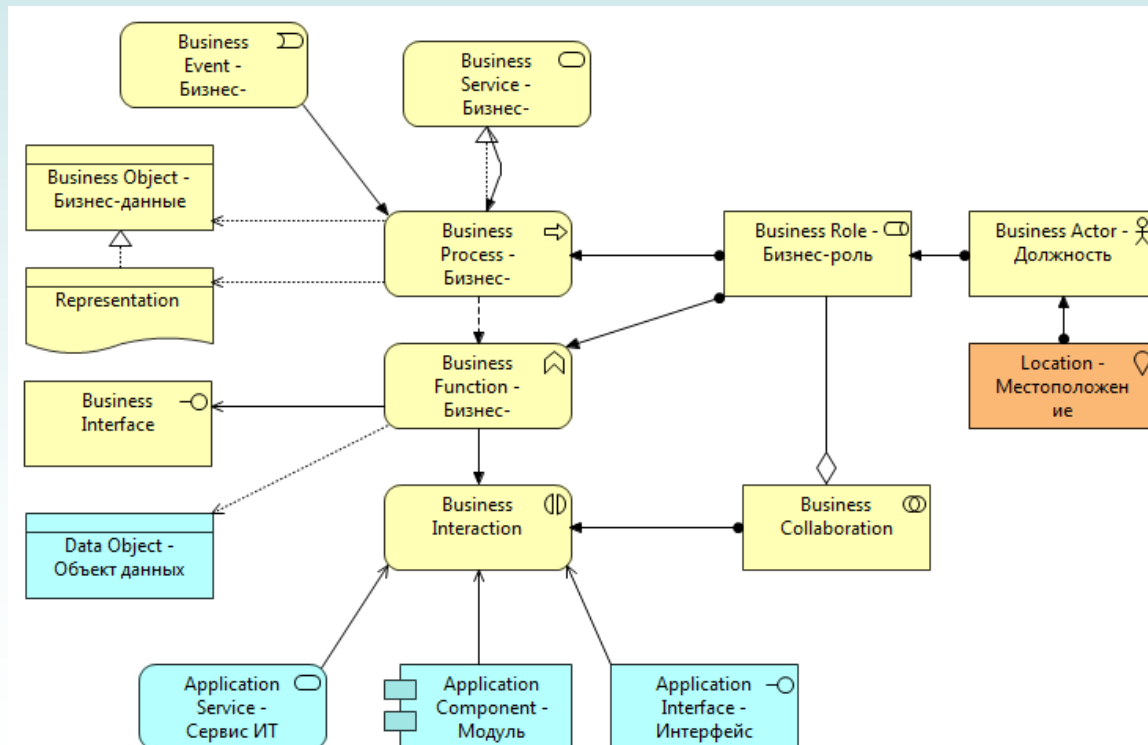 Business
Event -
Бизнес-
Business
Service -
Бизнес-
Business Object -
Бизнес-данные
Business
Process -
Бизнес-
Business Role -
Бизнес-роль
Business Actor -
Должность
Representation
Business
Function -
Бизнес-
Location -
Местоположен
ие
Business
Interface
Business
Interaction
Business
Collaboration
Data Object -
Объект данных
Application
Service -
Сервис ИТ
Application
Component -
Модуль
Application
Interface -
Интерфейс